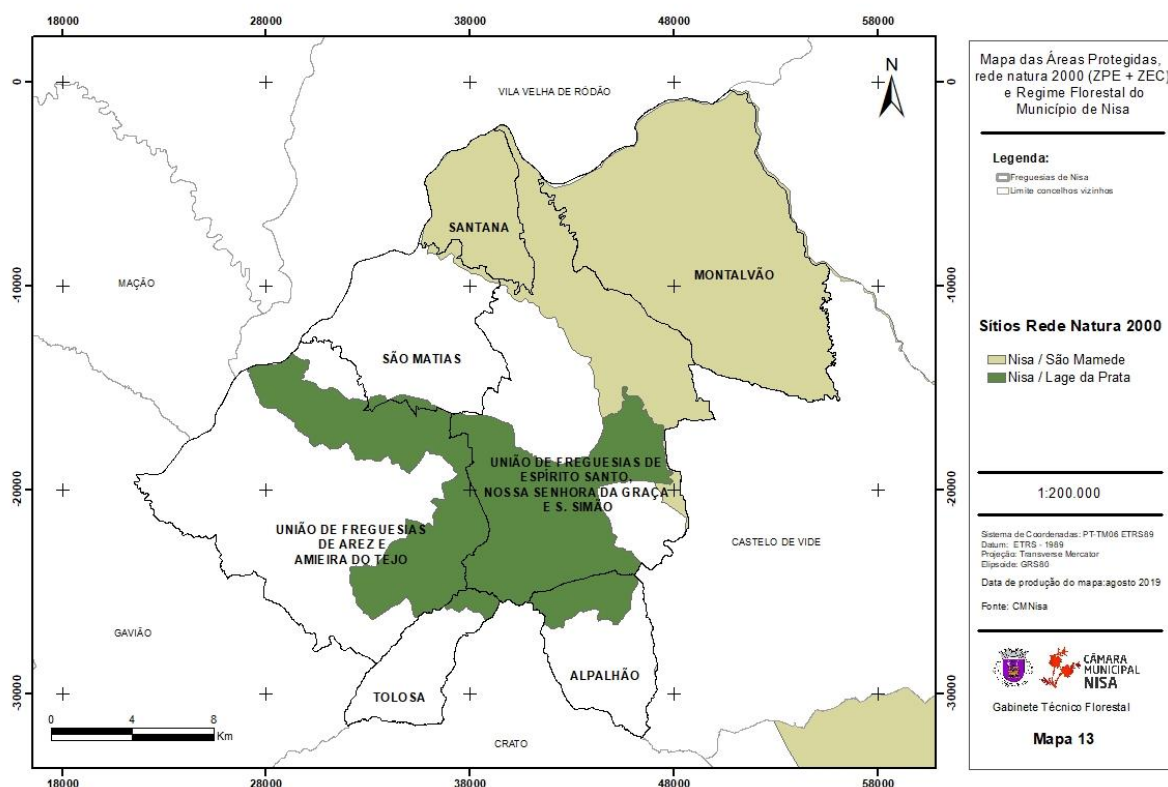 18000
28000
38000
48000
58000
0
10000
20000
30000
0
10000
20000
30000
N
VILA VELHA DE RÓDÃO
SANTANA
MONTALVÃO
MAÇÃO
SÃO MATIAS
UNIÃO DE FREGUESIAS DE
ESPÍRITO SANTO,
NOSSA SENHORA DA GRAÇA
E S. SIMÃO
UNIÃO DE FREGUESIAS
DE AREZ E
AMIEIRA DO TEJO
CASTELO DE VIDE
GAVIÃO
ALPALHÃO
TOLOSA
CRATO
0
4
8
Km
18000
28000
38000
48000
58000
Mapa das Áreas Protegidas,
rede natura 2000 (ZPE + ZEC)
e Regime Florestal do
Município de Nisa
Legenda:
Freguesias de Nisa
Limite concelhos vizinhos
Sítios Rede Natura 2000
Nisa / São Mamede
Nisa / Lage da Prata
1:200.000
Sistema de Coordenadas: PT-TM06 ETRS89
Datum: ETRS - 1989
Projeção: Transverse Mercator
Elipsoide: GRS80
Data de produção do mapa:agosto 2019
Fonte: CMNisa
CÂMARA
MUNICIPAL
NISA
Gabinete Técnico Florestal
Mapa 13